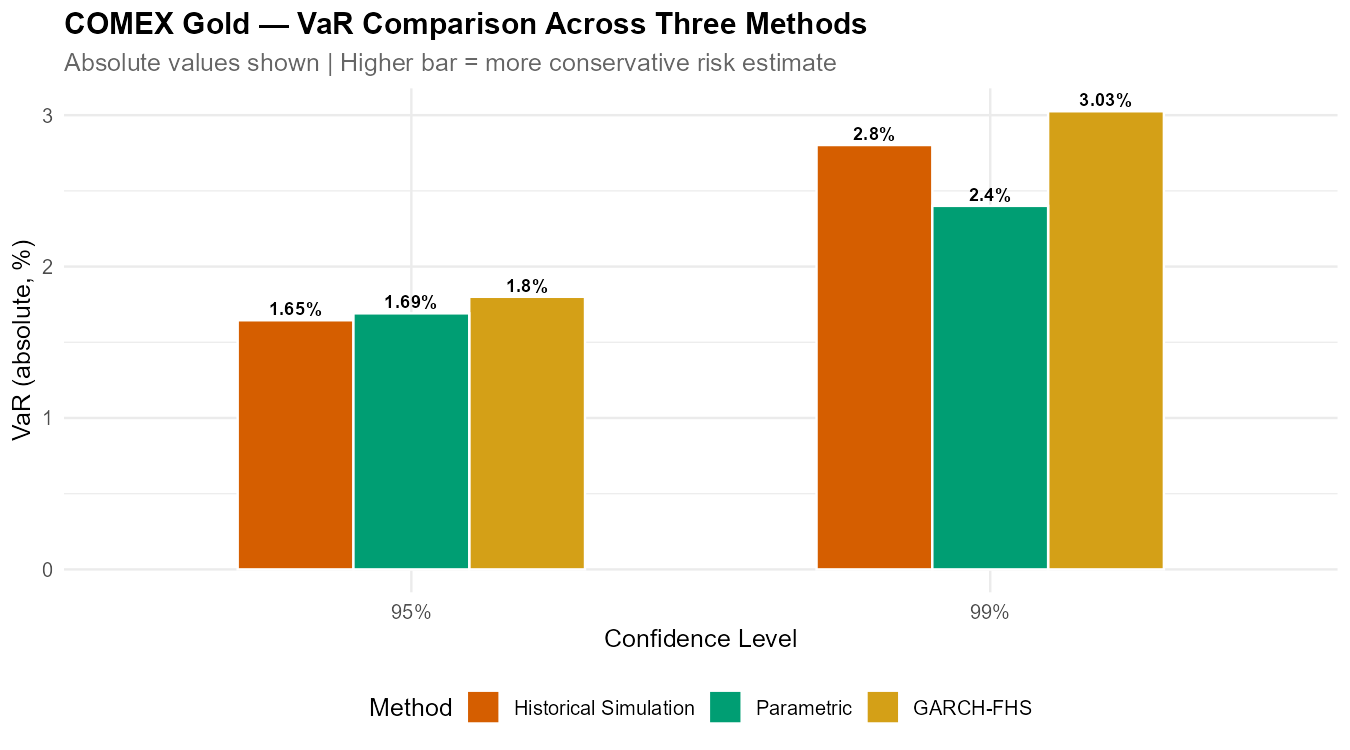 COMEX Gold — VaR Comparison Across Three Methods
Absolute values shown | Higher bar = more conservative risk estimate
VaR (absolute, %)
3
2
1
0
1.65%
1.69%
1.8%
2.8%
2.4%
3.03%
95%
99%
Confidence Level
Method
Historical Simulation
Parametric
GARCH-FHS